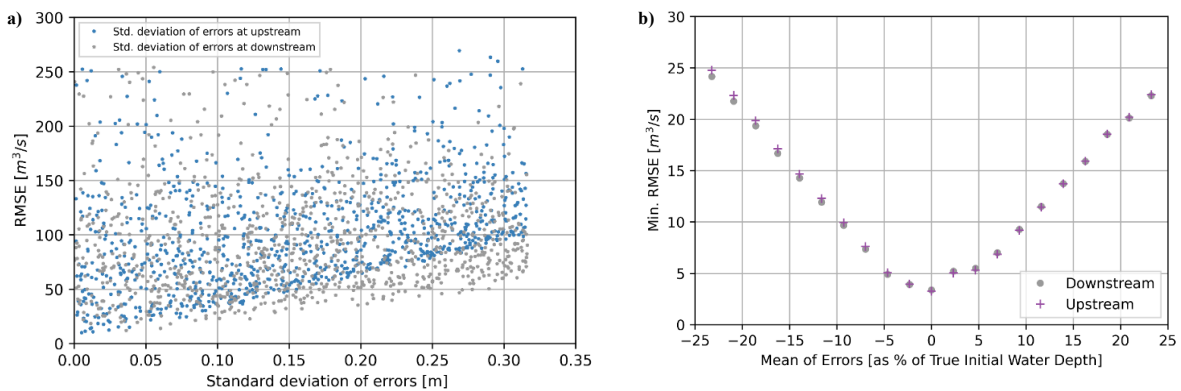 a)
300
250
200
150
100
50
0
RMSE [m³/s]
Std. deviation of errors at upstream
Std. deviation of errors at downstream
0.00 0.05 0.10 0.15 0.20 0.25 0.30 0.35
Standard deviation of errors [m]
b)
30
25
20
15
10
5
0
Min. RMSE [m³/s]
Downstream
Upstream
−25 −20 −15 −10 −5 0 5 10 15 20 25
Mean of Errors [as % of True Initial Water Depth]